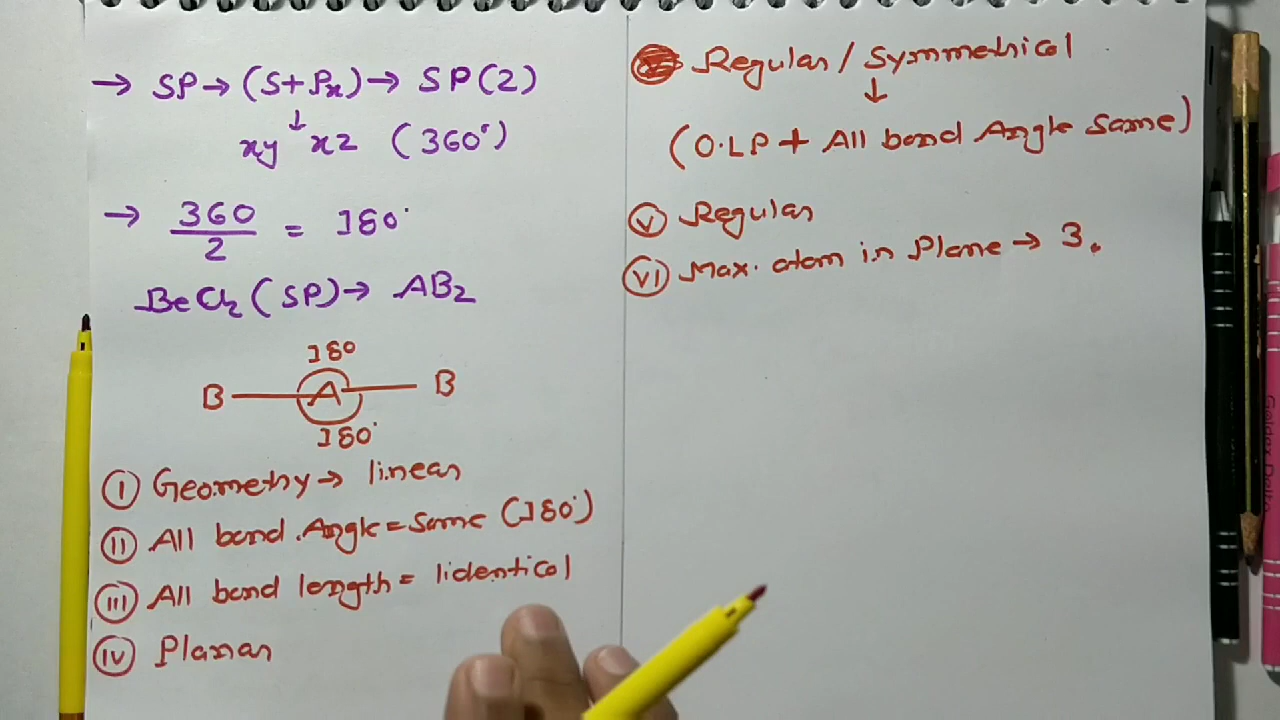 → SP → (S+Px) → SP(2)
↓
xy xz (360°)
→ 360/2 = 180°
BeCl2 (SP) → AB2
180
B — A — B
180°
(I) Geometry → linear
(II) All bond Angle = same (180°)
(III) All bond length = Iidentical
(IV) Planar
Regular / Symmetrical
↓
(0.LP + All bond Angle Same)
(V) Regular
(VI) Max. atom in Plane → 3.